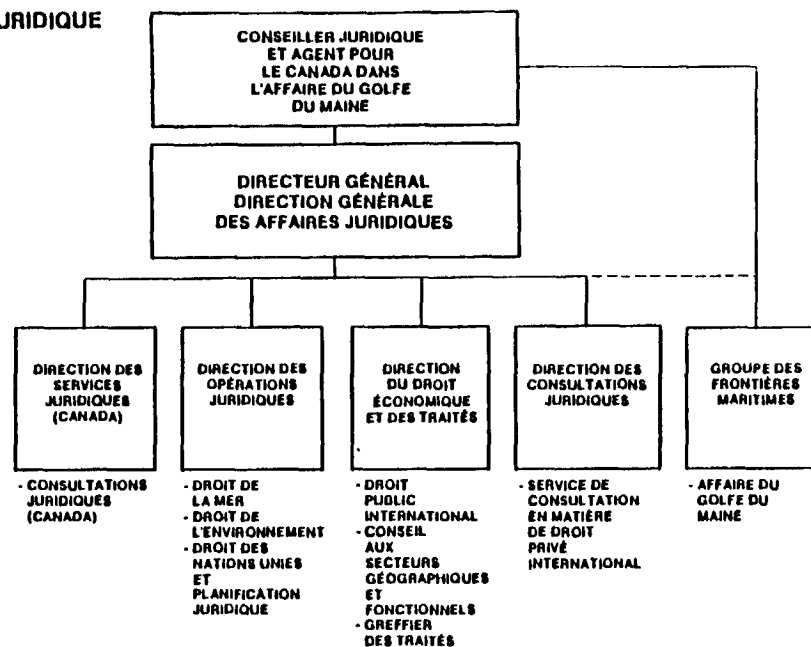 URIDIQUE
CONSEILLER JURIDIQUE
ET AGENT POUR
LE CANADA DANS
L'AFFAIRE DU GOLFE
DU MAINE
DIRECTEUR GÉNÉRAL
DIRECTION GÉNÉRALE
DES AFFAIRES JURIDIQUES
DIRECTION DES
SERVICES
JURIDIQUES
(CANADA)
- CONSULTATIONS
JURIDIQUES
(CANADA)
DIRECTION DES
OPÉRATIONS
JURIDIQUES
- DROIT DE
LA MER
- DROIT DE
L'ENVIRONNEMENT
- DROIT DES
NATIONS UNIES
ET
PLANIFICATION
JURIDIQUE
DIRECTION
DU DROIT
ÉCONOMIQUE
ET DES TRAITÉS
- DROIT
PUBLIC
INTERNATIONAL
- CONSEIL
AUX
SECTEURS
GÉOGRAPHIQUES
ET
FONCTIONNELS
- GREFFIER
DES TRAITÉS
DIRECTION DES
CONSULTATIONS
JURIDIQUES
- SERVICE DE
CONSULTATION
EN MATIÈRE
DE DROIT
PRIVÉ
INTERNATIONAL
GROUPE DES
FRONTIÈRES
MARITIMES
- AFFAIRE DU
GOLFE DU
MAINE